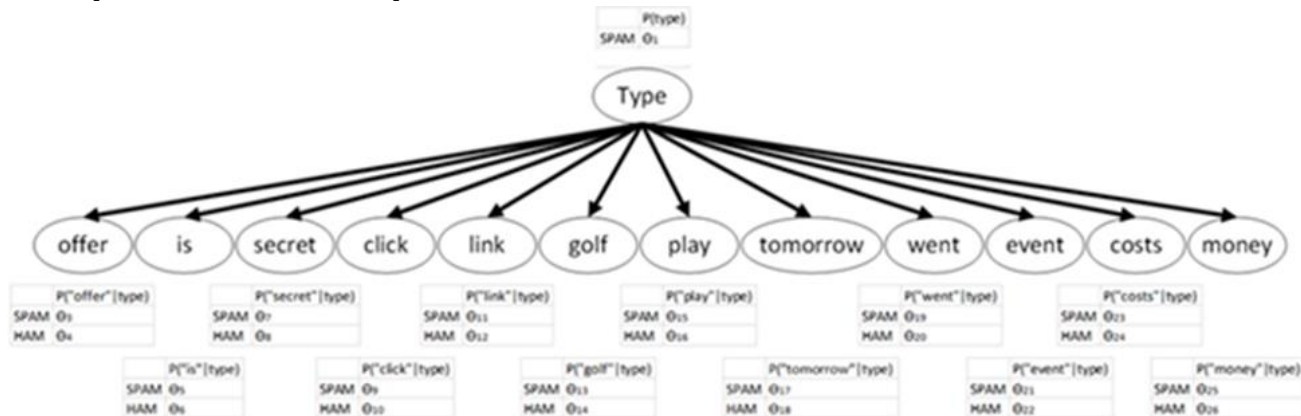 P(type)
SPAM Θ₁
Type
offer is secret click link golf play tomorrow went event costs money
P("offer"|type) P("secret"|type) P("link"|type) P("play"|type) P("went"|type) P("costs"|type)
SPAM Θ₃ SPAM Θ₇ SPAM Θ₁₁ SPAM Θ₁₅ SPAM Θ₁₉ SPAM Θ₂₃
HAM Θ₄ HAM Θ₈ HAM Θ₁₂ HAM Θ₁₆ HAM Θ₂₀ HAM Θ₂₄
P("is"|type) P("click"|type) P("golf"|type) P("tomorrow"|type) P("event"|type) P("money"|type)
SPAM Θ₅ SPAM Θ₉ SPAM Θ₁₃ SPAM Θ₁₇ SPAM Θ₂₁ SPAM Θ₂₅
HAM Θ₆ HAM Θ₁₀ HAM Θ₁₄ HAM Θ₁₈ HAM Θ₂₂ HAM Θ₂₆